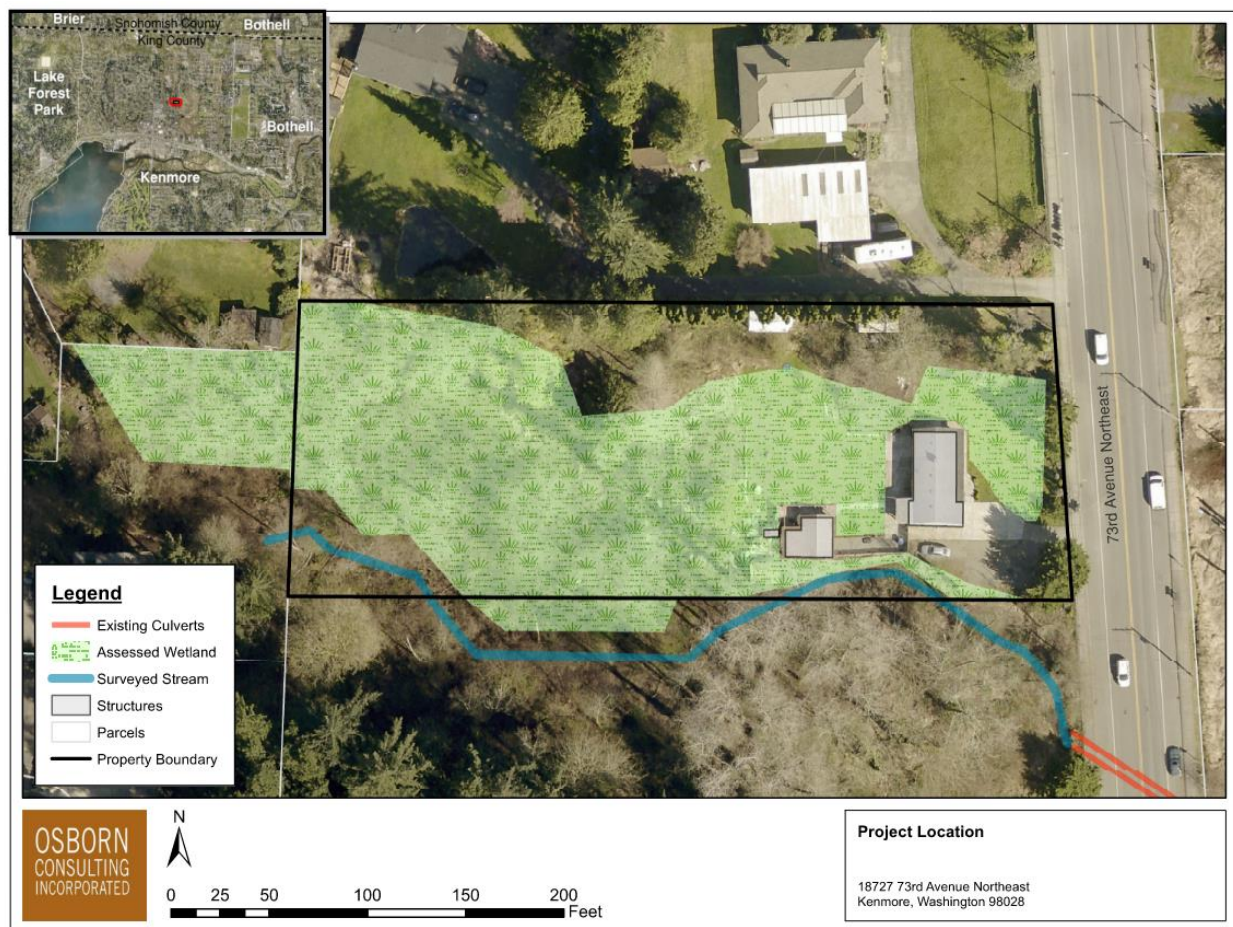 Brier
Snohomish County
Bothell
King County
Lake
Forest
Park
Bothell
Kenmore
73rd Avenue Northeast
Legend
Existing Culverts
Assessed Wetland
Surveyed Stream
Structures
Parcels
Property Boundary
OSBORN
CONSULTING
INCORPORATED
N
0 25 50 100 150 200
Feet
Project Location
18727 73rd Avenue Northeast
Kenmore, Washington 98028